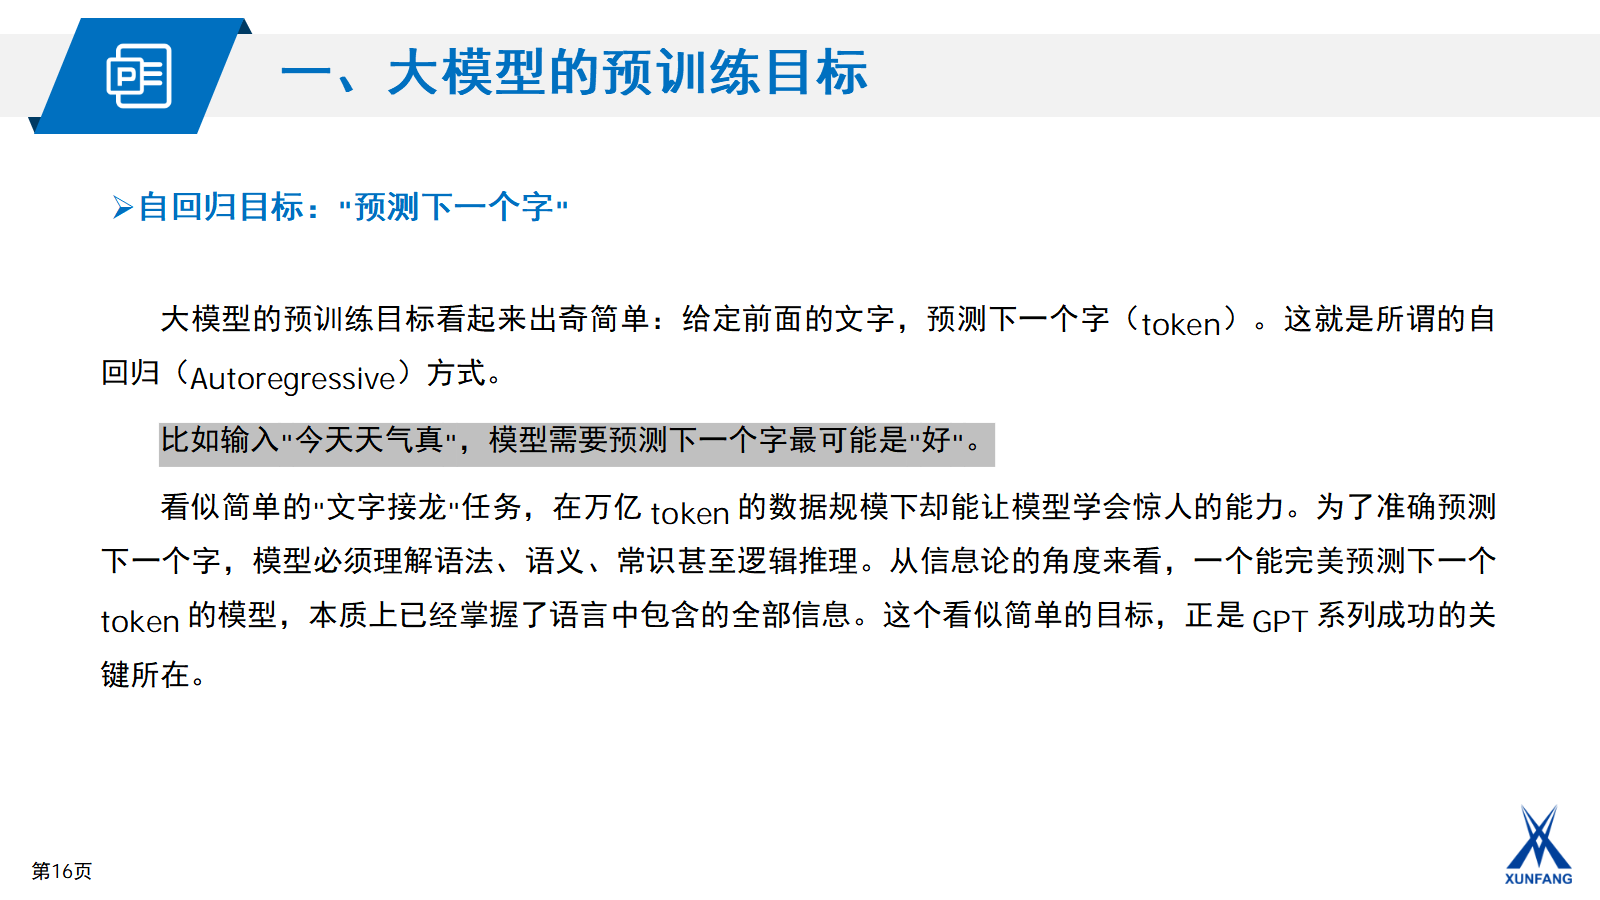 一、大模型的预训练目标
➢自回归目标："预测下一个字"
大模型的预训练目标看起来出奇简单：给定前面的文字，预测下一个字（token）。这就是所谓的自
回归（Autoregressive）方式。
比如输入"今天天气真"，模型需要预测下一个字最可能是"好"。
看似简单的"文字接龙"任务，在万亿 token 的数据规模下却能让模型学会惊人的能力。为了准确预测
下一个字，模型必须理解语法、语义、常识甚至逻辑推理。从信息论的角度来看，一个能完美预测下一个
token 的模型，本质上已经掌握了语言中包含的全部信息。这个看似简单的目标，正是 GPT 系列成功的关
键所在。
第16页
XUNFANG